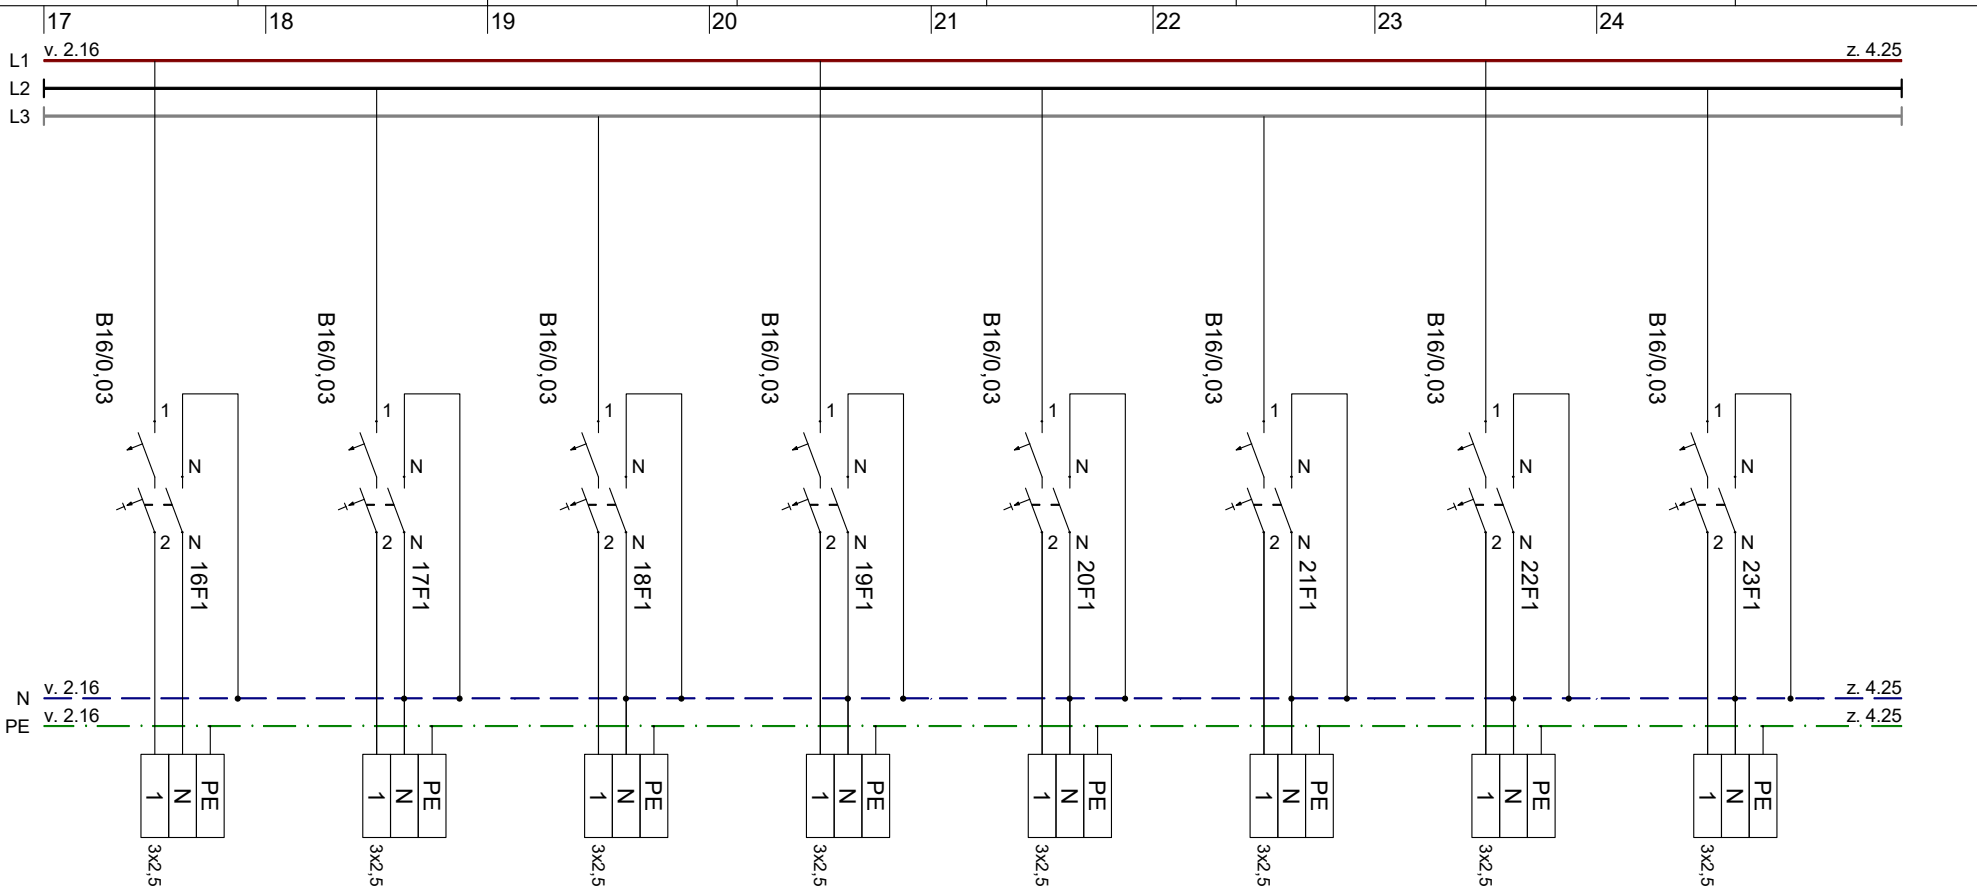 17 18 19 20 21 22 23 24
v. 2.16 z. 4.25
L1
L2
L3
B16/0,03 B16/0,03 B16/0,03 B16/0,03 B16/0,03 B16/0,03 B16/0,03 B16/0,03
1 1 1 1 1 1 1 1
N N N N N N N N
2 N 2 N 2 N 2 N 2 N 2 N 2 N 2 N
16F1 17F1 18F1 19F1 20F1 21F1 22F1 23F1
N v. 2.16 z. 4.25
PE v. 2.16 z. 4.25
1 N PE 1 N PE 1 N PE 1 N PE 1 N PE 1 N PE 1 N PE 1 N PE
3x2,5 3x2,5 3x2,5 3x2,5 3x2,5 3x2,5 3x2,5 3x2,5